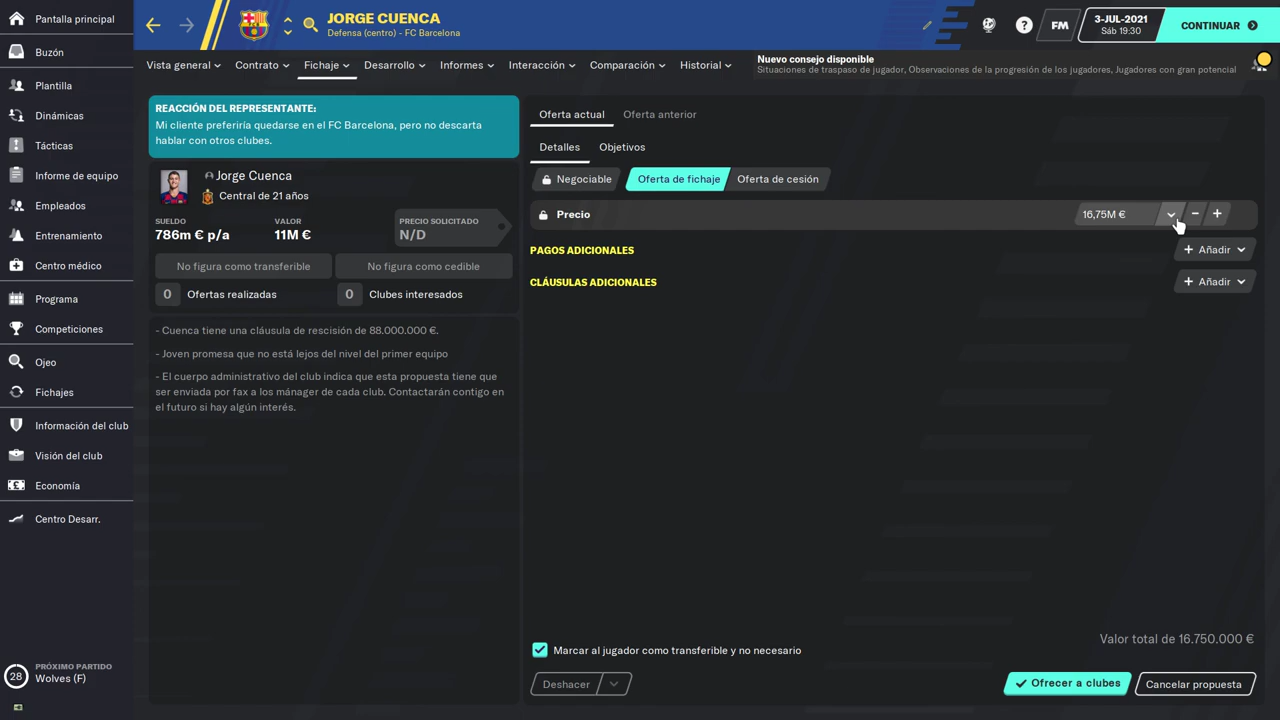 Pantalla principal
Buzón
Plantilla
Dinámicas
Tácticas
Informe de equipo
Empleados
Entrenamiento
Centro médico
Programa
Competiciones
Ojeo
Fichajes
Información del club
Visión del club
Economía
Centro Desarr.
28
PRÓXIMO PARTIDO
Wolves (F)
JORGE CUENCA
Defensa (centro) - FC Barcelona
?
FM
3-JUL-2021
Sáb 19:30
CONTINUAR
Vista general
Contrato
Fichaje
Desarrollo
Informes
Interacción
Comparación
Historial
Nuevo consejo disponible
Situaciones de traspaso de jugador, Observaciones de la progresión de los jugadores, Jugadores con gran potencial
REACCIÓN DEL REPRESENTANTE:
Mi cliente preferiría quedarse en el FC Barcelona, pero no descarta
hablar con otros clubes.
Jorge Cuenca
Central de 21 años
SUELDO
786m € p/a
VALOR
11M €
PRECIO SOLICITADO
N/D
No figura como transferible
No figura como cedible
0 Ofertas realizadas
0 Clubes interesados
- Cuenca tiene una cláusula de rescisión de 88.000.000 €.
- Joven promesa que no está lejos del nivel del primer equipo
- El cuerpo administrativo del club indica que esta propuesta tiene que
ser enviada por fax a los mánager de cada club. Contactarán contigo en
el futuro si hay algún interés.
Oferta actual
Oferta anterior
Detalles
Objetivos
Negociable
Oferta de fichaje
Oferta de cesión
Precio
16,75M €
- +
PAGOS ADICIONALES
+ Añadir
CLÁUSULAS ADICIONALES
+ Añadir
Valor total de 16.750.000 €
Marcar al jugador como transferible y no necesario
Deshacer
Ofrecer a clubes
Cancelar propuesta